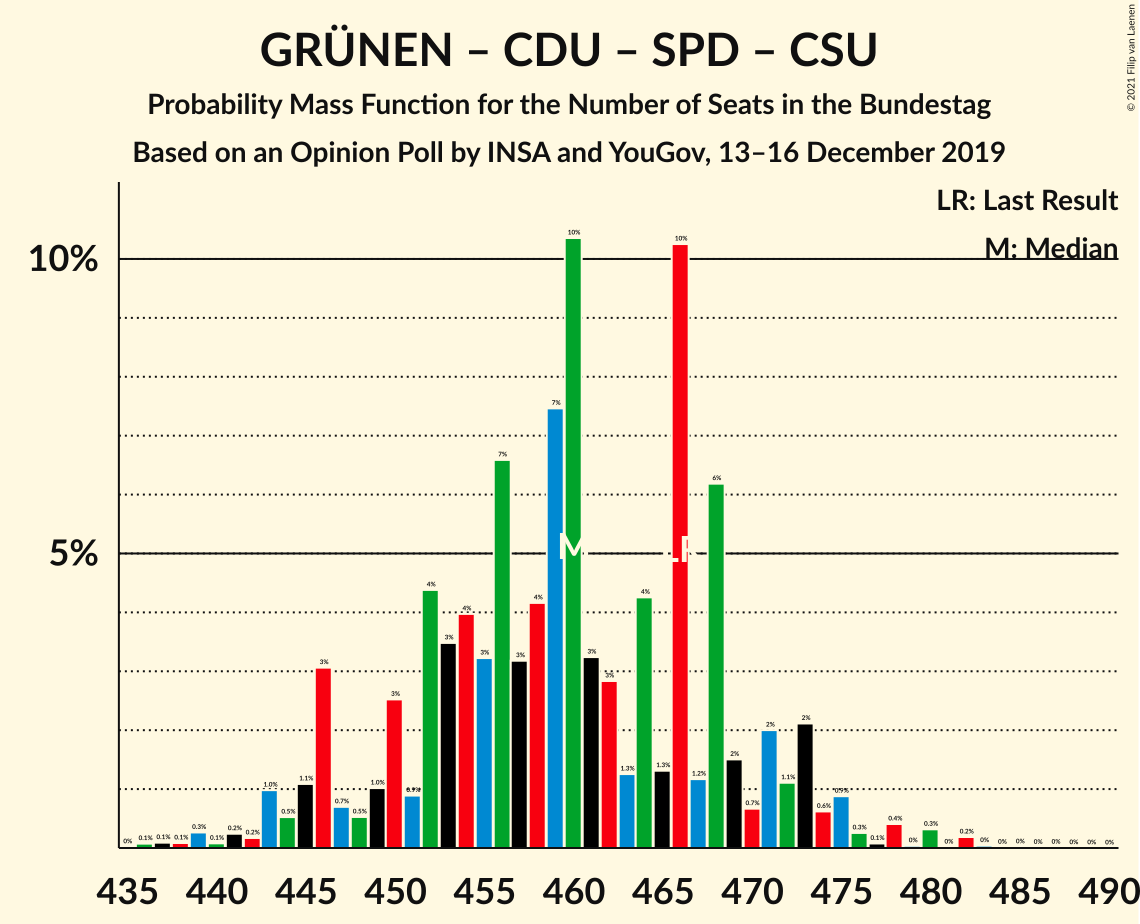 GRÜNEN – CDU – SPD – CSU
Probability Mass Function for the Number of Seats in the Bundestag
Based on an Opinion Poll by INSA and YouGov, 13–16 December 2019
© 2021 Filip van Laenen
LR: Last Result
M: Median
10%
5%
0% 0.1% 0.1% 0.1% 0.3% 0.1% 0.2% 0.2% 1.0% 0.5% 1.1% 3% 0.7% 0.5% 1.0% 3% 0.9% 4% 3% 4% 3% 7% 3% 4% 7% 10% 3% 3% 1.3% 4% 1.3% 10% 1.2% 6% 2% 0.7% 2% 1.1% 2% 0.6% 0.9% 0.3% 0.1% 0.4% 0% 0.3% 0% 0.2% 0% 0% 0% 0% 0% 0% 0% 0%
M LR
435 440 445 450 455 460 465 470 475 480 485 490